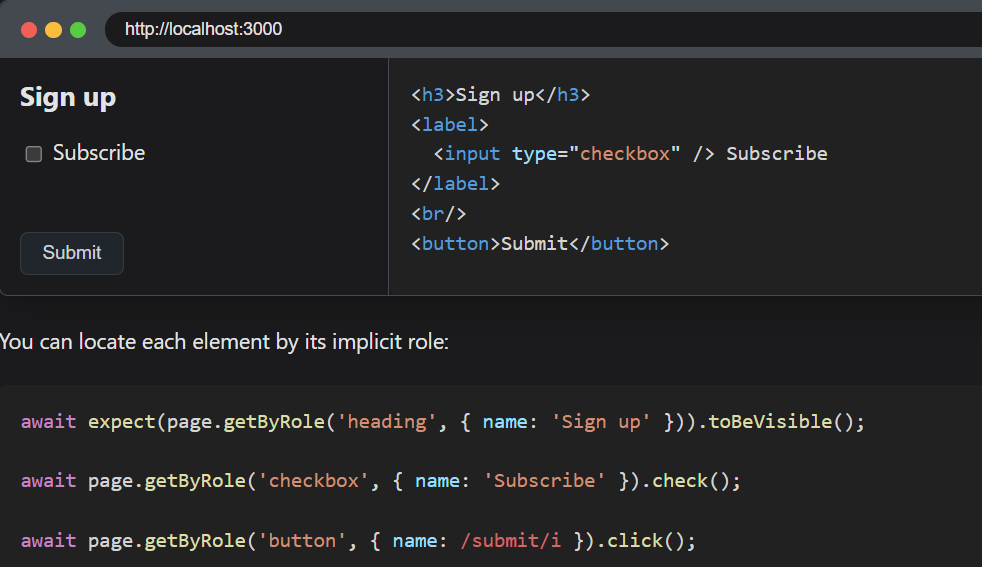 http://localhost:3000
Sign up
Subscribe
Submit
<h3>Sign up</h3>
<label>
  <input type="checkbox" /> Subscribe
</label>
<br/>
<button>Submit</button>
You can locate each element by its implicit role:
await expect(page.getByRole('heading', { name: 'Sign up' })).toBeVisible();
await page.getByRole('checkbox', { name: 'Subscribe' }).check();
await page.getByRole('button', { name: /submit/i }).click();